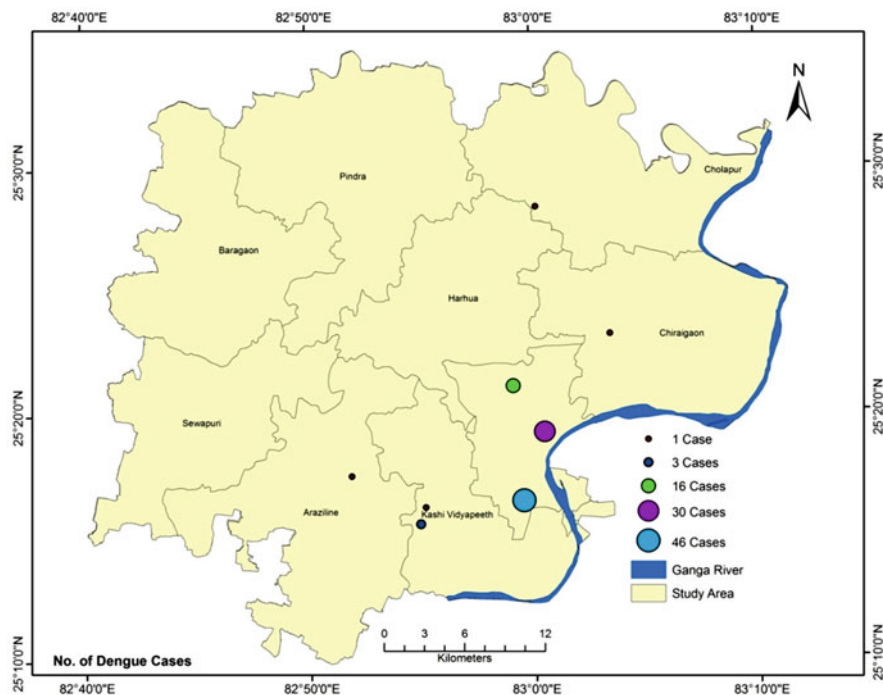 82°40'0"E 82°50'0"E 83°0'0"E 83°10'0"E
N
25°30'0"N 25°30'0"N
Cholapur
Pindra
Baragaon
Harhua
Chiraigaon
25°20'0"N 25°20'0"N
Sewapuri
1 Case
3 Cases
16 Cases
30 Cases
46 Cases
Ganga River
Study Area
Araziline
Kashi Vidyapeeth
0 3 6 12
Kilometers
No. of Dengue Cases
25°10'0"N 25°10'0"N
82°40'0"E 82°50'0"E 83°0'0"E 83°10'0"E